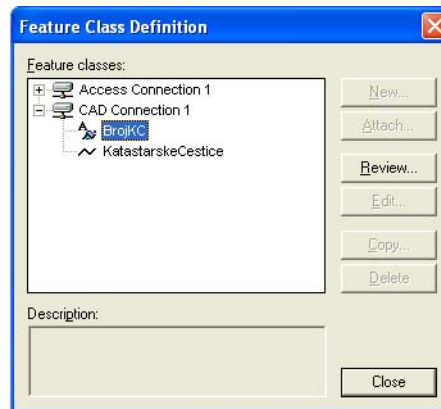 Feature Class Definition
Feature classes:
Access Connection 1
CAD Connection 1
BrojKC
KatastarskeCestice
New...
Attach...
Review...
Edit...
Copy...
Delete
Description:
Close